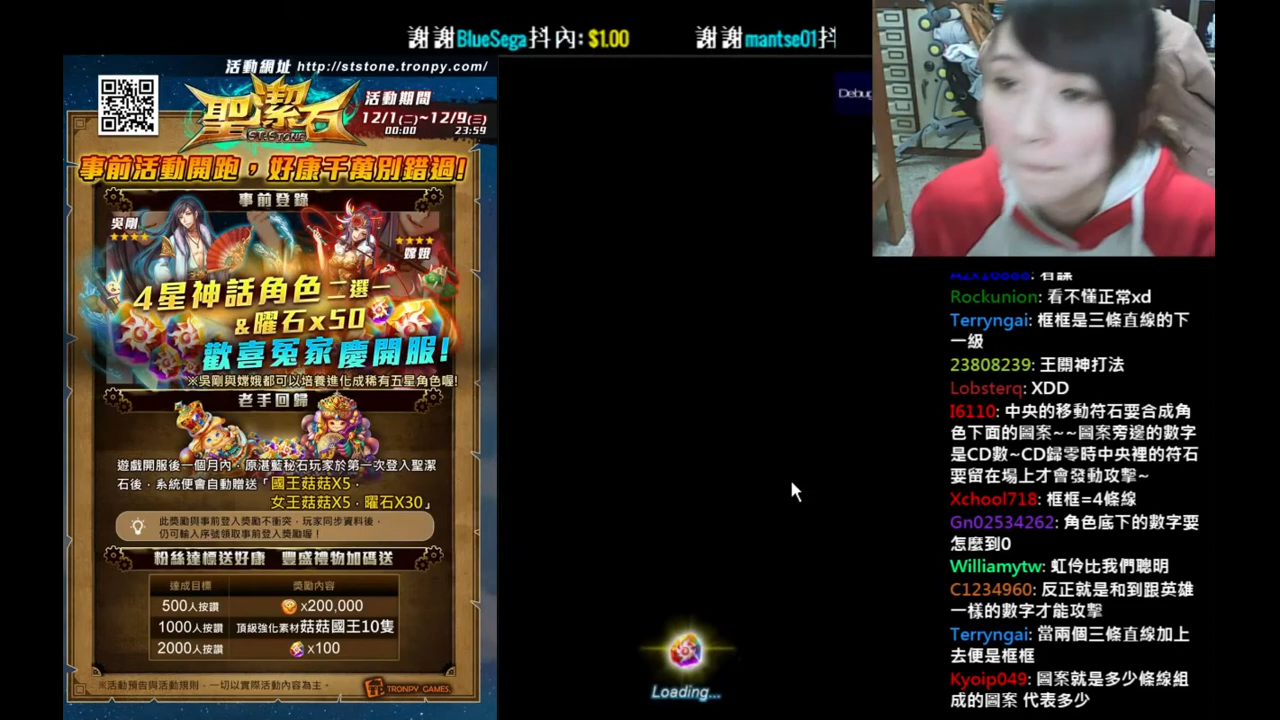 謝謝BlueSega抖內: $1.00
謝謝mantse01抖
活動網址 http://ststone.tronpy.com/
聖潔石
ST-STONE
活動期間
12/1(二)~12/9(三)
00:00 23:59
事前活動開跑，好康千萬別錯過!
事前登錄
吳剛
嫦娥
4星神話角色二選一
&曜石x50
歡喜冤家慶開服!
※吳剛與嫦娥都可以培養進化成稀有五星角色喔!
老手回歸
遊戲開服後一個月內，原湛藍秘石玩家於第一次登入聖潔
石後，系統便會自動贈送「國王菇菇X5，
女王菇菇X5，曜石X30」
此獎勵與事前登入獎勵不衝突，玩家同步資料後，
仍可輸入序號領取事前登入獎勵喔！
粉絲達標送好康 豐盛禮物加碼送
達成目標 獎勵內容
500人按讚 x200,000
1000人按讚 頂級強化素材菇菇國王10隻
2000人按讚 x100
※活動預告與活動規則，一切以實際活動內容為主。
TRONPY GAMES.
Debug
Loading...
Rockunion: 看不懂正常xd
Terryngai: 框框是三條直線的下
一級
23808239: 王關神打法
Lobsterq: XDD
I6110: 中央的移動符石要合成角
色下面的圖案~~圖案旁邊的數字
是CD數~CD歸零時中央裡的符石
要留在場上才會發動攻擊~
Xchool718: 框框=4條線
Gn02534262: 角色底下的數字要
怎麼到0
Williamytw: 虹伶比我們聰明
C1234960: 反正就是和到跟英雄
一樣的數字才能攻擊
Terryngai: 當兩個三條直線加上
去便是框框
Kyoip049: 圖案就是多少條線組
成的圖案 代表多少